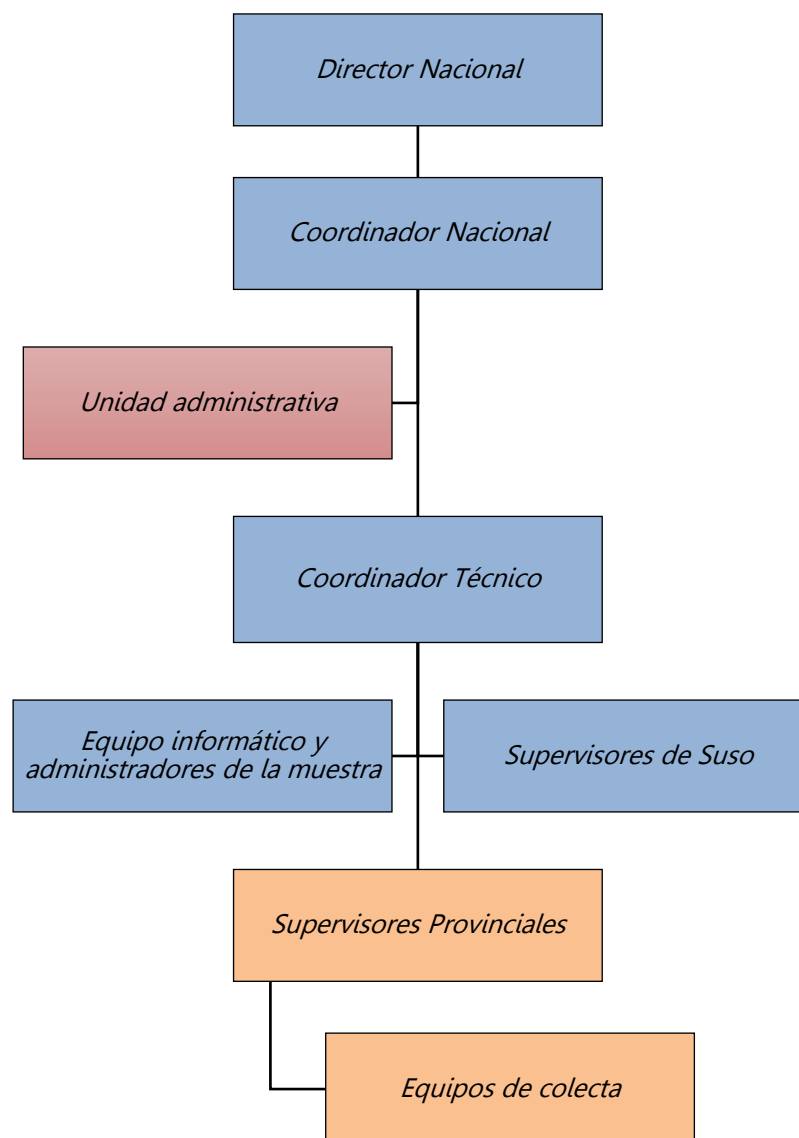 Director Nacional
Coordinador Nacional
Unidad administrativa
Coordinador Técnico
Equipo informático y
administradores de la muestra
Supervisores de Suso
Supervisores Provinciales
Equipos de colecta